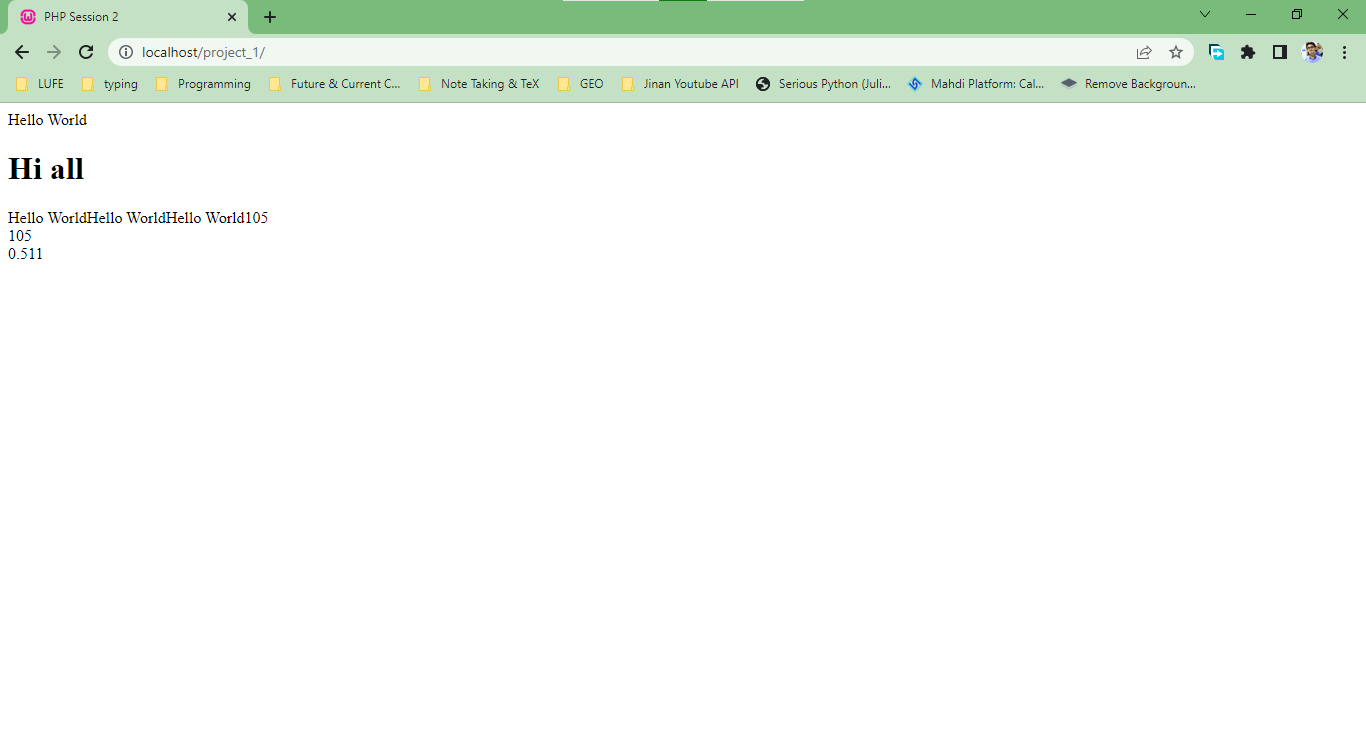 PHP Session 2
localhost/project_1/
LUFE typing Programming Future & Current C... Note Taking & TeX GEO Jinan Youtube API Serious Python (Juli... Mahdi Platform: Cal... Remove Backgroun...
Hello World
Hi all
Hello WorldHello WorldHello World105
105
0.511